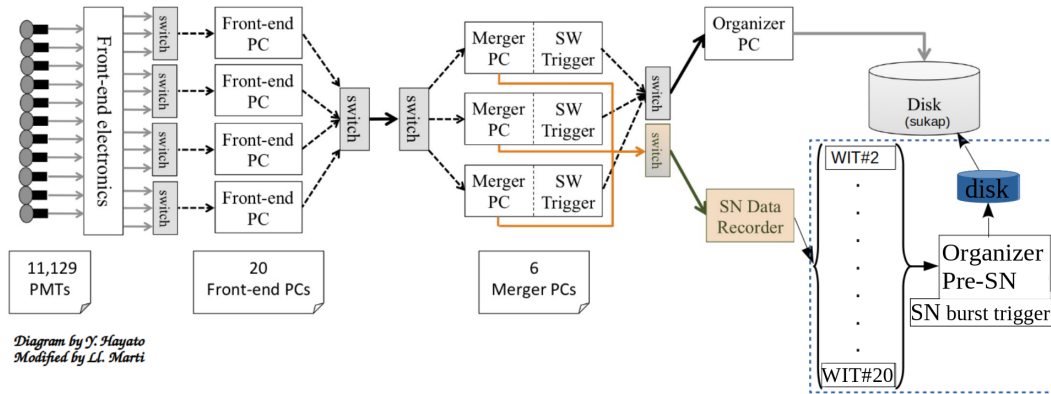 Front-end electronics
switch
switch
switch
switch
Front-end
PC
Front-end
PC
Front-end
PC
Front-end
PC
switch
switch
Merger
PC
SW
Trigger
Merger
PC
SW
Trigger
Merger
PC
SW
Trigger
switch
switch
Organizer
PC
SN Data
Recorder
Disk
(sukap)
WIT#2
.
.
.
.
.
.
.
WIT#20
disk
Organizer
Pre-SN
SN burst trigger
11,129
PMTs
20
Front-end PCs
6
Merger PCs
Diagram by Y. Hayato
Modified by Ll. Marti